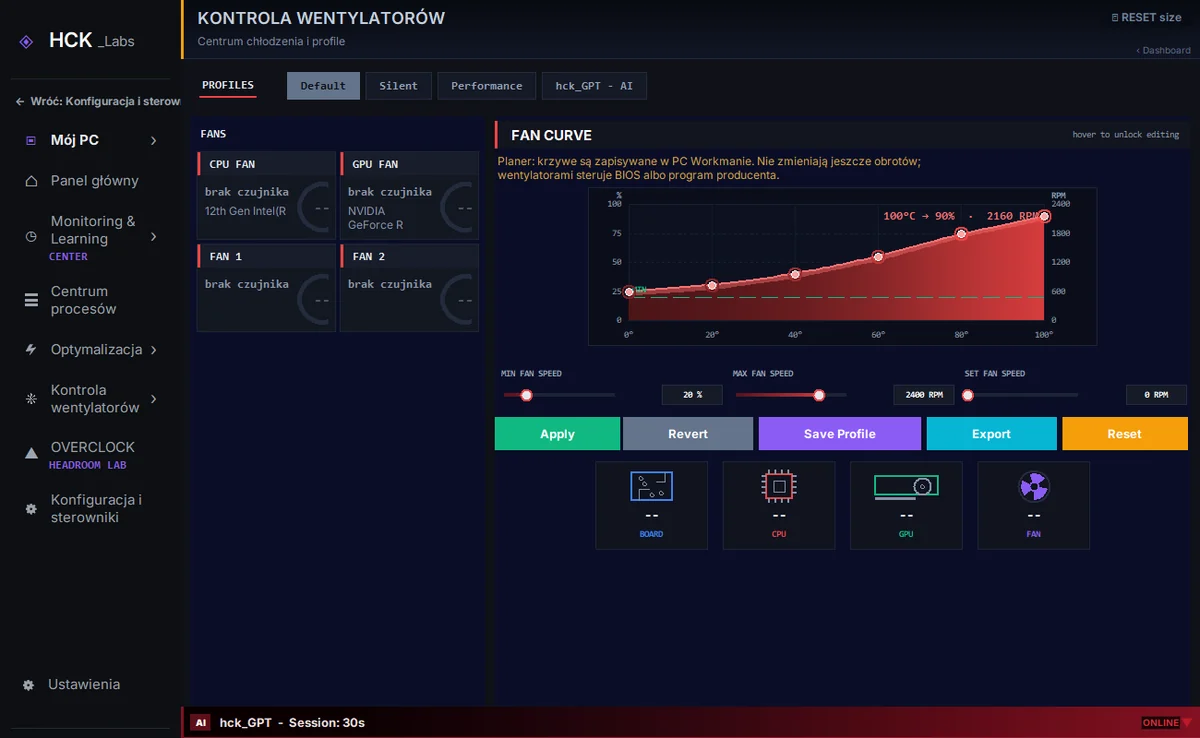 HCK _Labs
← Wróć: Konfiguracja i sterow
Mój PC
Panel główny
Monitoring &
Learning
CENTER
Centrum
procesów
Optymalizacja
Kontrola
wentylatorów
OVERCLOCK
HEADROOM LAB
Konfiguracja i
sterowniki
Ustawienia
KONTROLA WENTYLATORÓW
Centrum chłodzenia i profile
RESET size
‹ Dashboard
PROFILES
Default
Silent
Performance
hck_GPT - AI
FANS
CPU FAN
brak czujnika
12th Gen Intel(R
--
GPU FAN
brak czujnika
NVIDIA
GeForce R
--
FAN 1
brak czujnika
--
FAN 2
brak czujnika
--
FAN CURVE
hover to unlock editing
Planer: krzywe są zapisywane w PC Workmanie. Nie zmieniają jeszcze obrotów;
wentylatorami steruje BIOS albo program producenta.
%
RPM
100
2400
100°C → 90% · 2160 RPM
75
1800
50
1200
25
MIN
600
0
0
0°
20°
40°
60°
80°
100°
MIN FAN SPEED
20 %
MAX FAN SPEED
2400 RPM
SET FAN SPEED
0 RPM
Apply
Revert
Save Profile
Export
Reset
--
BOARD
--
CPU
--
GPU
--
FAN
AI
hck_GPT - Session: 30s
ONLINE